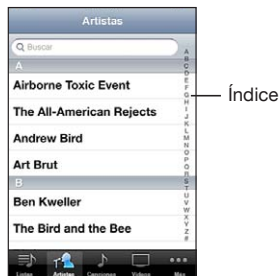 Artistas
Buscar
A
Airborne Toxic Event
The All-American Rejects
Andrew Bird
Art Brut
B
Ben Kweller
The Bird and the Bee
A
B
C
D
E
F
G
H
I
J
K
L
M
N
O
P
Q
R
S
T
U
V
W
X
Y
Z
#
Índice
Listas
Artistas
Canciones
Vídeos
Más